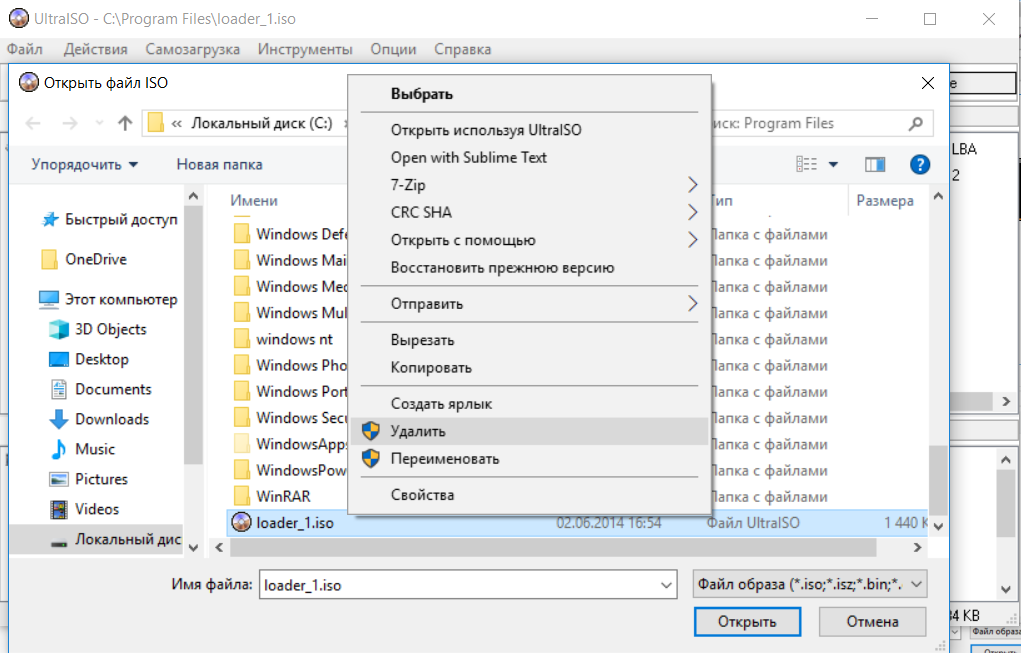 UltraISO - C:\Program Files\loader_1.iso
Файл Действия Самозагрузка Инструменты Опции Справка
Открыть файл ISO
« Локальный диск (C:)
иск: Program Files
Упорядочить Новая папка
LBA
2
Имени
ип
Размера
Быстрый доступ
OneDrive
Этот компьютер
3D Objects
Desktop
Documents
Downloads
Music
Pictures
Videos
Локальный дис
Windows Defe
Windows Mai
Windows Med
Windows Mul
windows nt
Windows Pho
Windows Port
Windows Secu
WindowsApps
WindowsPow
WinRAR
loader_1.iso 02.06.2014 16:54 Файл UltraISO 1 440 K
Папка с файлами
Папка с файлами
Папка с файлами
Папка с файлами
Папка с файлами
Папка с файлами
Папка с файлами
Папка с файлами
Папка с файлами
Папка с файлами
Папка с файлами
Выбрать
Открыть используя UltraISO
Open with Sublime Text
7-Zip
CRC SHA
Открыть с помощью
Восстановить прежнюю версию
Отправить
Вырезать
Копировать
Создать ярлык
Удалить
Переименовать
Свойства
Имя файла: loader_1.iso Файл образа (*.iso;*.isz;*.bin;*.
Открыть Отмена
4 KB
Файл образа